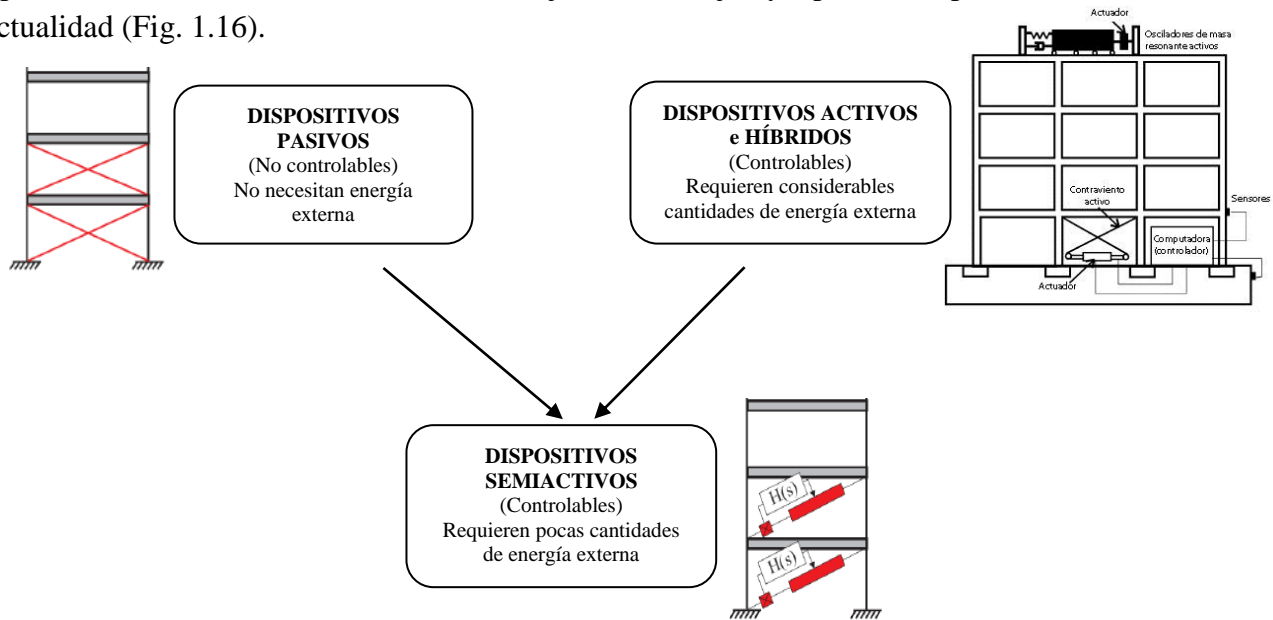 ctualidad (Fig. 1.16).
Actuador
Osciladores de masa
resonante activos
DISPOSITIVOS
PASIVOS
(No controlables)
No necesitan energía
externa
DISPOSITIVOS ACTIVOS
e HÍBRIDOS
(Controlables)
Requieren considerables
cantidades de energía externa
Contraviento
activo
Sensores
Computadora
(controlador)
Actuador
DISPOSITIVOS
SEMIACTIVOS
(Controlables)
Requieren pocas cantidades
de energía externa
H(s)
H(s)